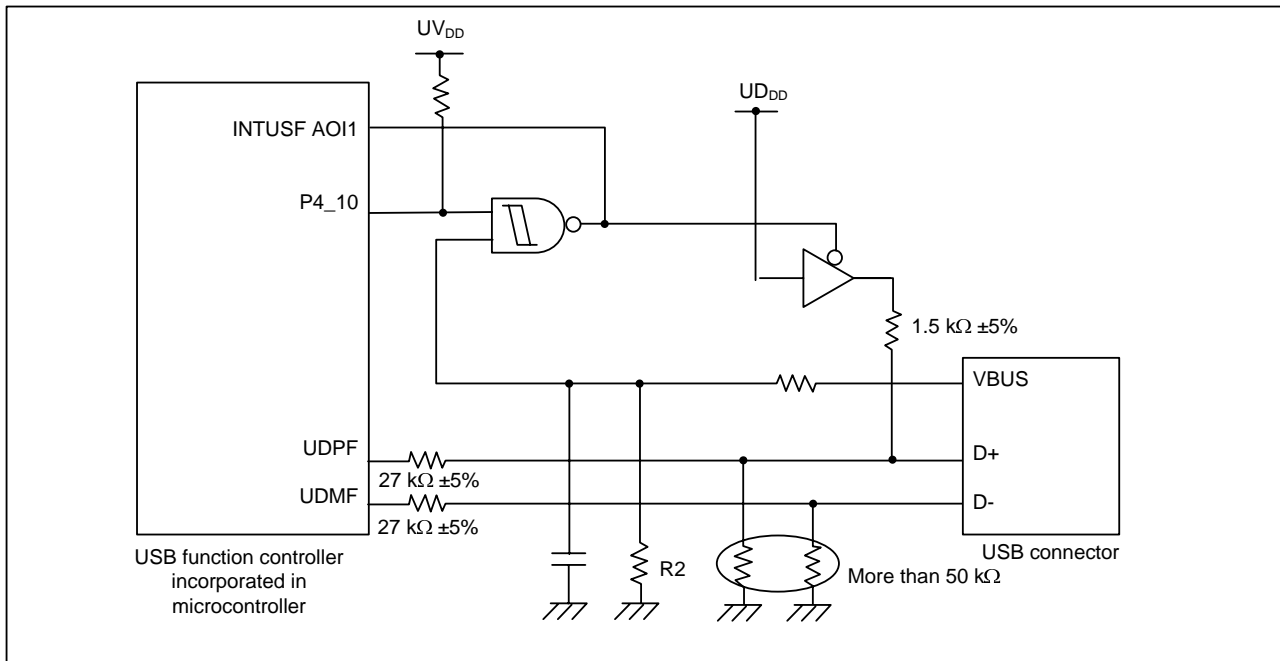 UVDD
UDDD
INTUSF AOI1
P4_10
1.5 kΩ ±5%
VBUS
UDPF
D+
27 kΩ ±5%
UDMF
D-
27 kΩ ±5%
USB function controller
incorporated in
microcontroller
R2
More than 50 kΩ
USB connector